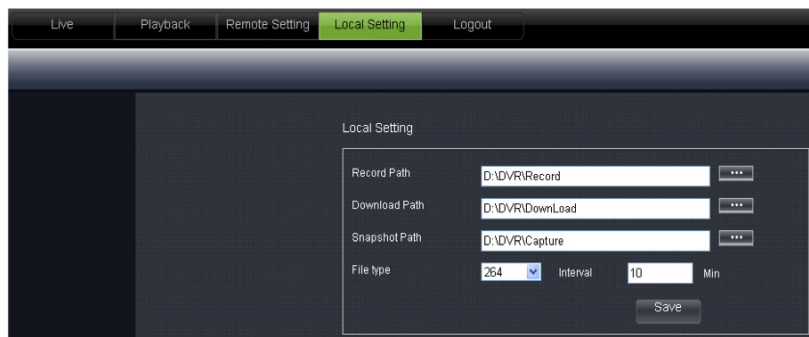 Live Playback Remote Setting Local Setting Logout
Local Setting
Record Path D:\DVR\Record ...
Download Path D:\DVR\DownLoad ...
Snapshot Path D:\DVR\Capture ...
File type 264 Interval 10 Min
Save